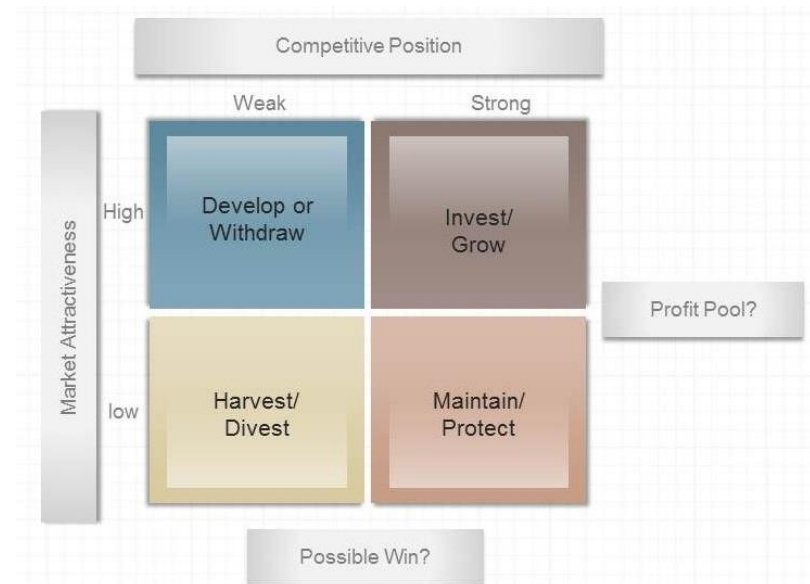 Competitive Position
Weak
Strong
Market Attractiveness
High
Develop or
Withdraw
Invest/
Grow
Profit Pool?
low
Harvest/
Divest
Maintain/
Protect
Possible Win?